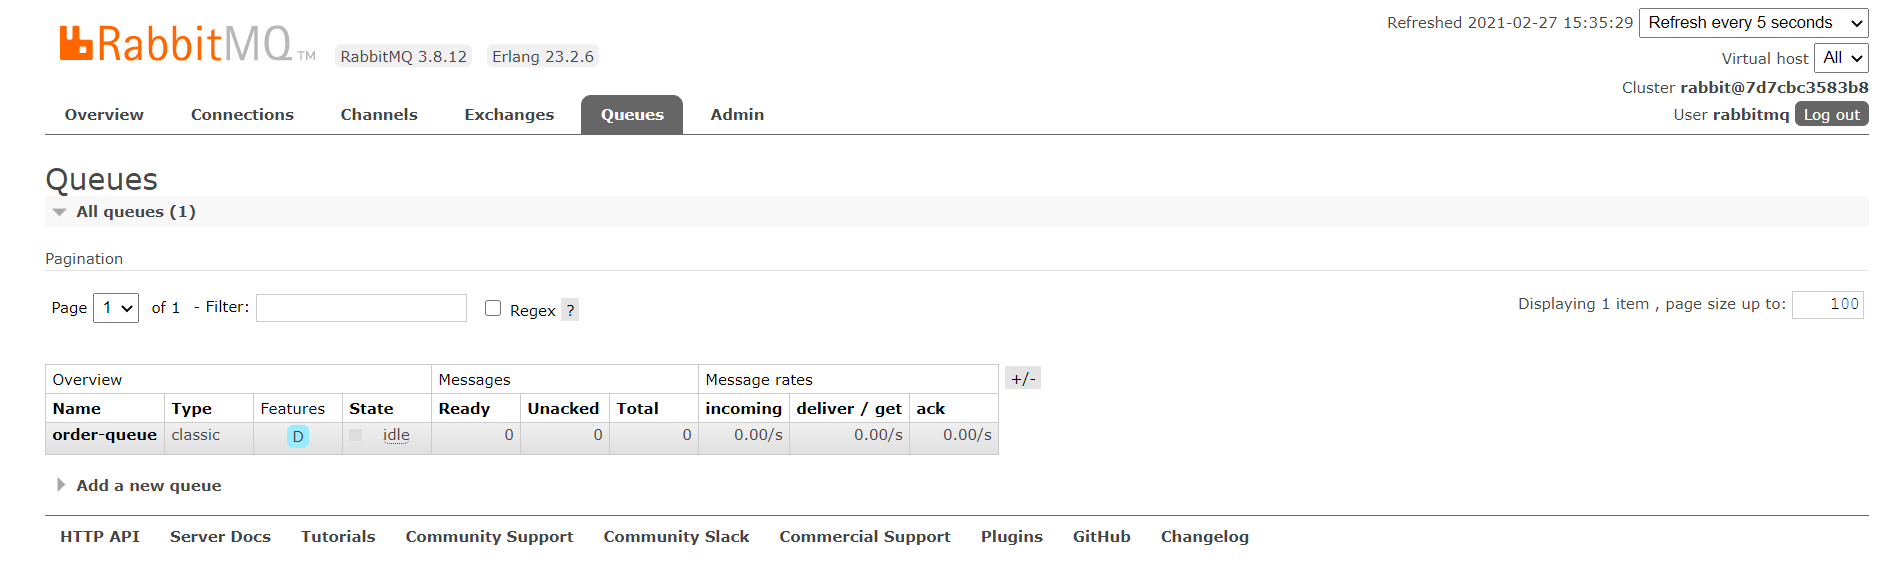 RabbitMQ TM RabbitMQ 3.8.12 Erlang 23.2.6
Refreshed 2021-02-27 15:35:29 Refresh every 5 seconds
Virtual host All
Cluster rabbit@7d7cbc3583b8
User rabbitmq Log out
Overview Connections Channels Exchanges Queues Admin
Queues
All queues (1)
Pagination
Page 1 of 1 - Filter: Regex ? Displaying 1 item , page size up to: 100
Overview Messages Message rates +/-
Name Type Features State Ready Unacked Total incoming deliver / get ack
order-queue classic D idle 0 0 0 0.00/s 0.00/s 0.00/s
Add a new queue
HTTP API Server Docs Tutorials Community Support Community Slack Commercial Support Plugins GitHub Changelog